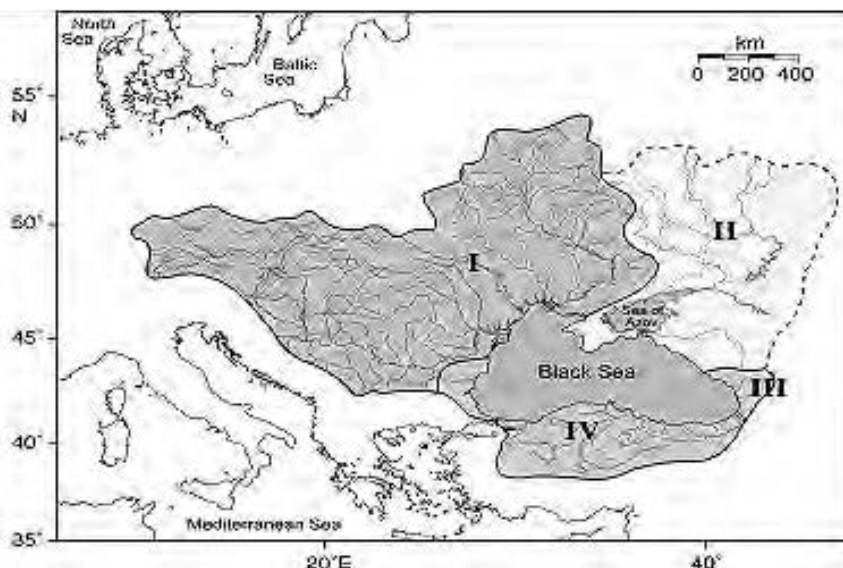 North
Sea
Baltic
Sea
km
0 200 400
55°
N
50°
II
I
Sea of
Azov
45°
Black Sea
III
IV
40°
Mediterranean Sea
35°
20°E
40°